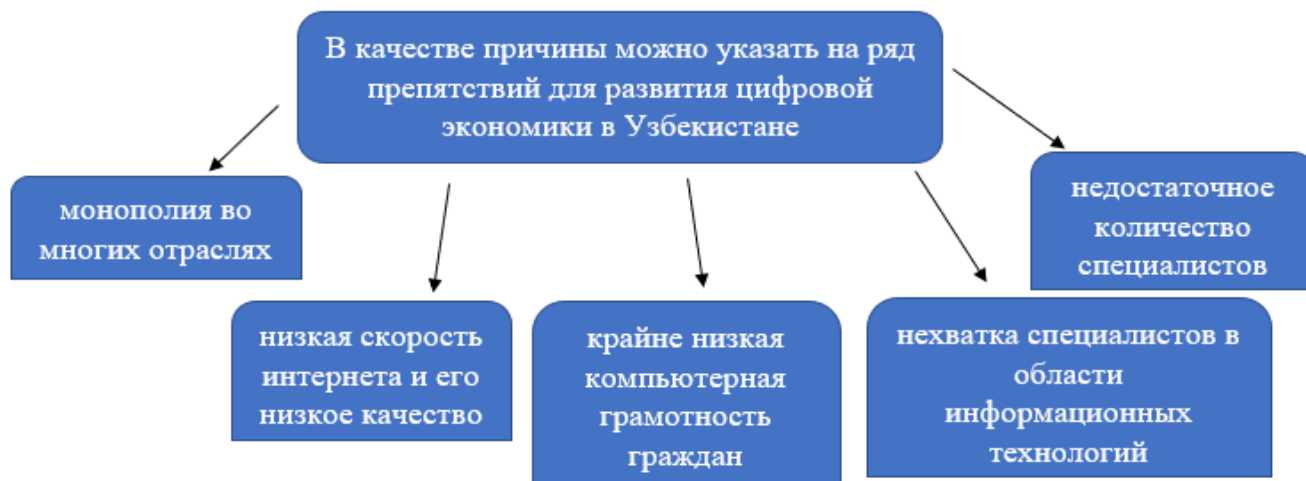 В качестве причины можно указать на ряд
препятствий для развития цифровой
экономики в Узбекистане
монополия во
многих отраслях
низкая скорость
интернета и его
низкое качество
крайне низкая
компьютерная
грамотность
граждан
нехватка специалистов в
области
информационных
технологий
недостаточное
количество
специалистов